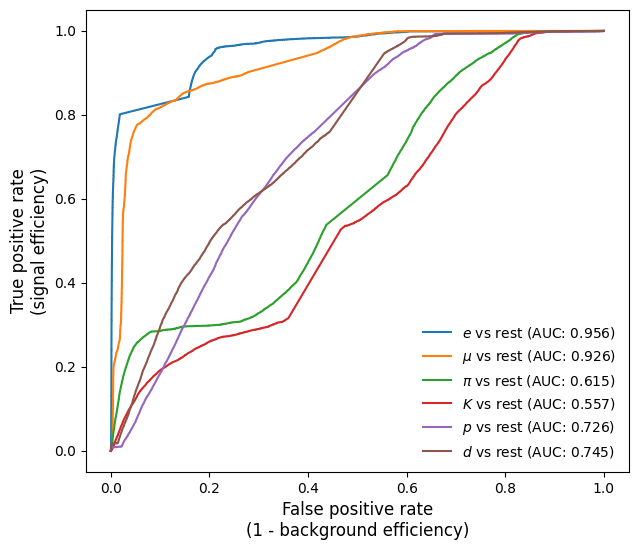 1.0
0.8
0.6
0.4
0.2
0.0
True positive rate
(signal efficiency)
e vs rest (AUC: 0.956)
μ vs rest (AUC: 0.926)
π vs rest (AUC: 0.615)
K vs rest (AUC: 0.557)
p vs rest (AUC: 0.726)
d vs rest (AUC: 0.745)
0.0 0.2 0.4 0.6 0.8 1.0
False positive rate
(1 - background efficiency)